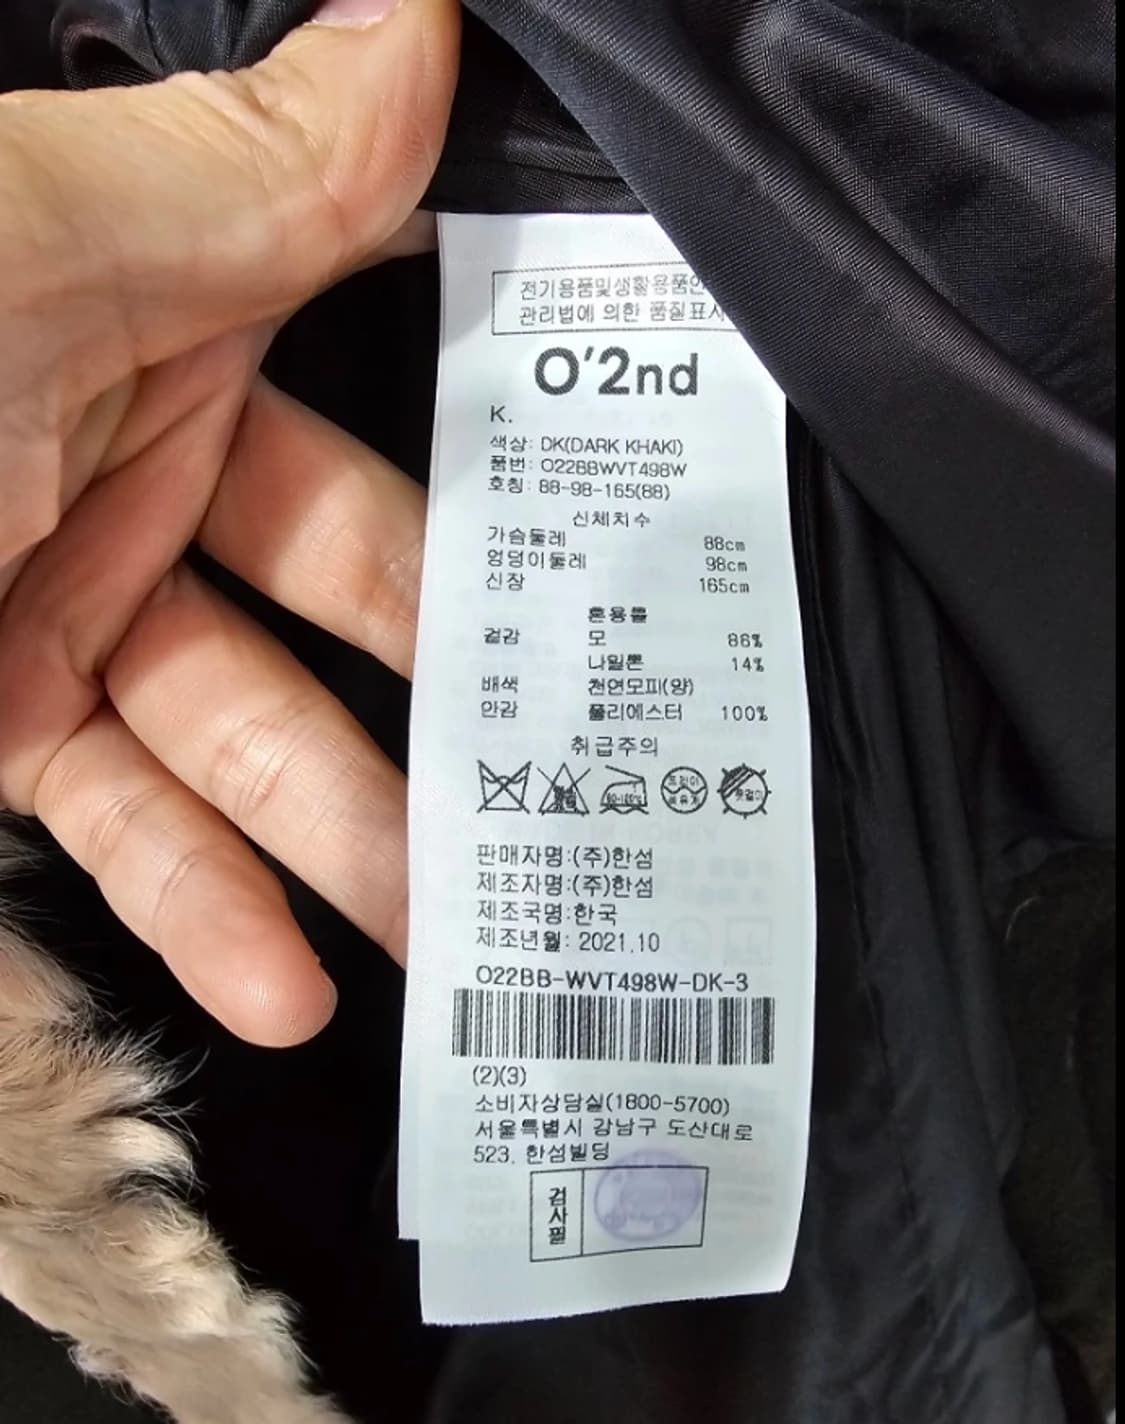 전기용품및생활용품안
관리법에 의한 품질표시
O'2nd
K.
색상: DK(DARK KHAKI)
품번: O22BBWVT498W
호칭: 88-98-165(88)
신체치수
가슴둘레 88cm
엉덩이둘레 98cm
신장 165cm
혼용률
겉감 모 86%
나일론 14%
배색 천연모피(양)
안감 폴리에스터 100%
취급주의
드라이
옷걸이
판매자명:(주)한섬
제조자명:(주)한섬
제조국명:한국
제조년월: 2021.10
O22BB-WVT498W-DK-3
(2)(3)
소비자상담실(1800-5700)
서울특별시 강남구 도산대로
523, 한섬빌딩
검사필